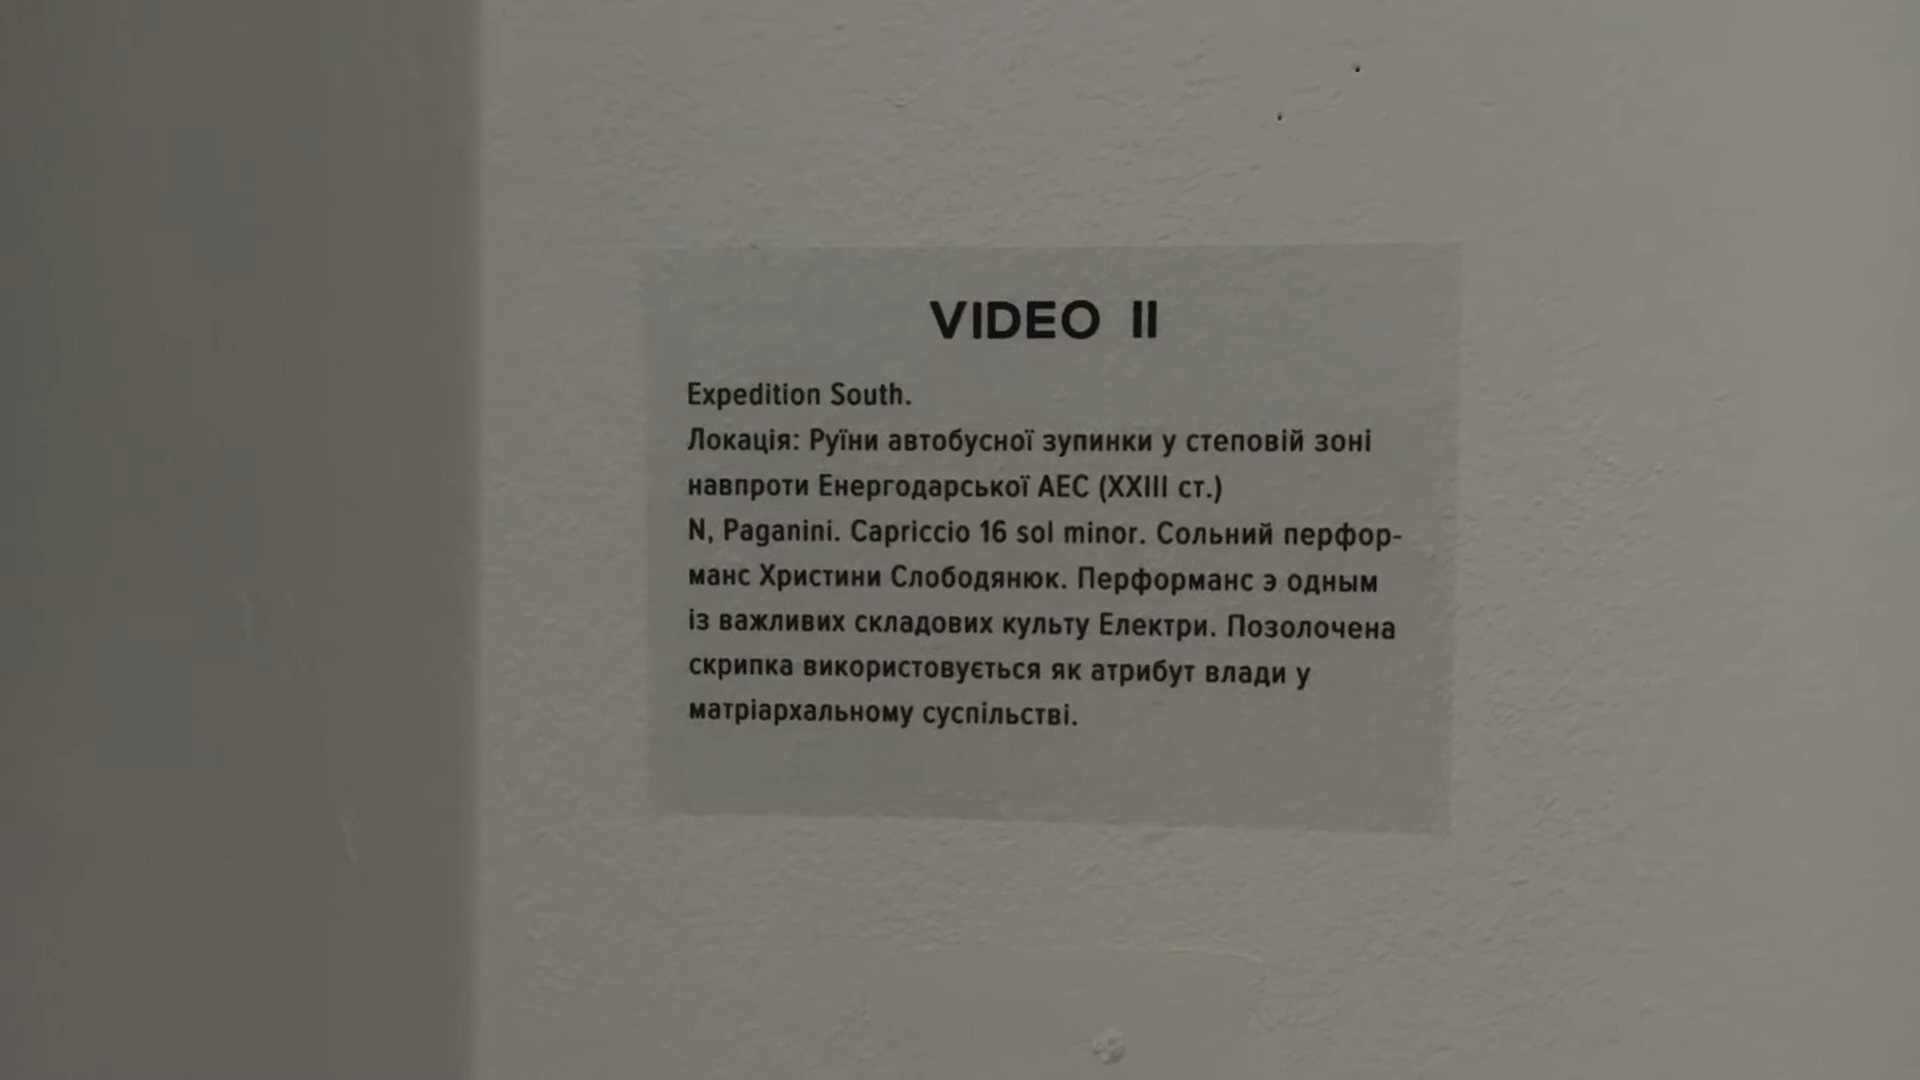 VIDEO II
Expedition South.
Локація: Руїни автобусної зупинки у степовій зоні
навпроти Енергодарської АЕС (XXIII ст.)
N, Paganini. Capriccio 16 sol minor. Сольний перфор-
манс Христини Слободянюк. Перформанс э одным
із важливих складових культу Електри. Позолочена
скрипка використовується як атрибут влади у
матріархальному суспільстві.